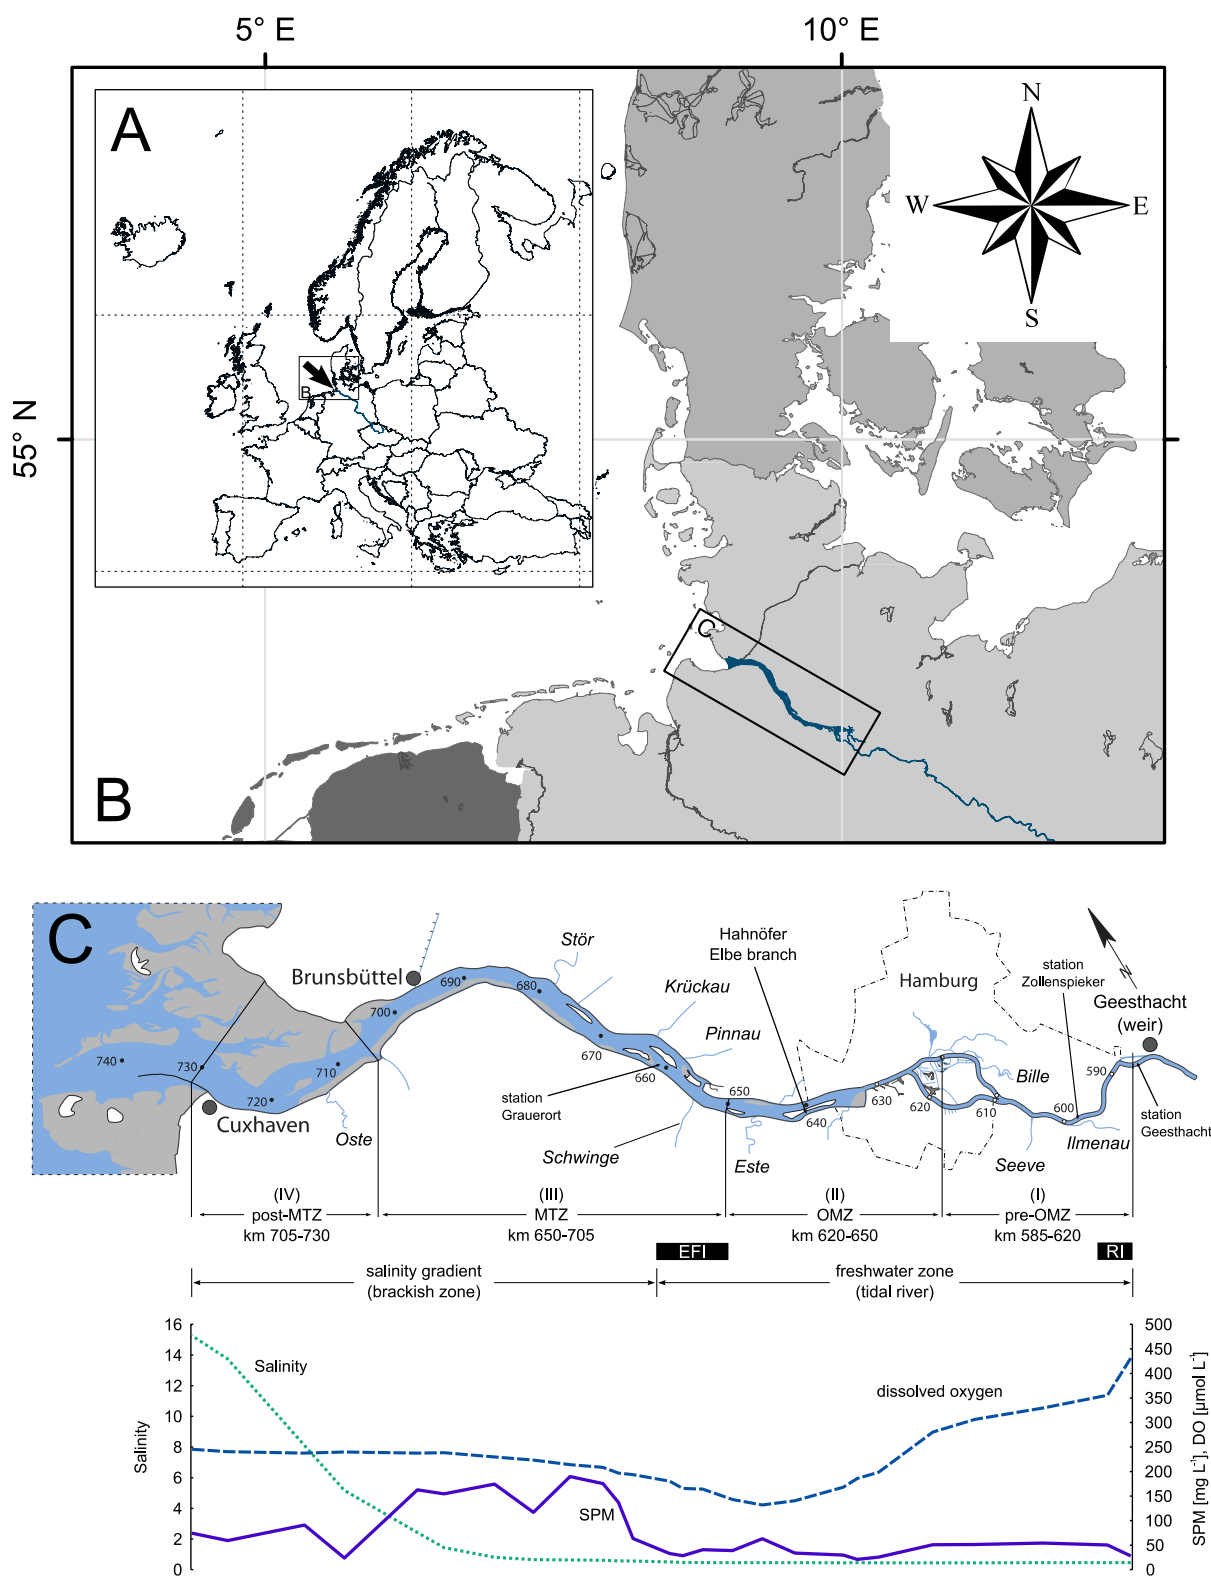 5° E
10° E
A
N
W
E
S
B
55° N
C
B
C
Stör
Hahnöfer
Elbe branch
Hamburg
station
Zollenspieker
N
Geesthacht
(weir)
Brunsbüttel
690
680
Krückau
700
Pinnau
740
730
710
670
660
650
590
Bille
630
station
Grauerort
720
Cuxhaven
640
620
610
600
station
Geesthacht
Oste
Schwinge
Este
Seeve
Ilmenau
(IV)
(III)
(II)
(I)
post-MTZ
MTZ
OMZ
pre-OMZ
km 705-730
km 650-705
km 620-650
km 585-620
EFI
RI
salinity gradient
(brackish zone)
freshwater zone
(tidal river)
16
14
12
10
8
6
4
2
0
Salinity
Salinity
dissolved oxygen
SPM
500
450
400
350
300
250
200
150
100
50
0
SPM [mg L⁻¹], DO [µmol L⁻¹]